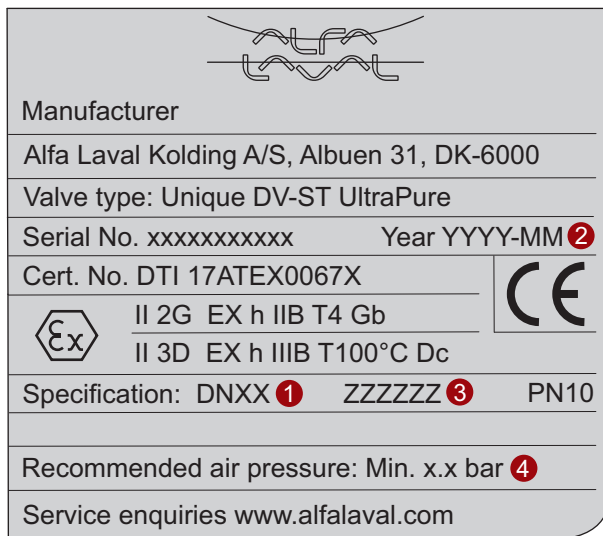 ALFA
LAVAL
Manufacturer
Alfa Laval Kolding A/S, Albuen 31, DK-6000
Valve type: Unique DV-ST UltraPure
Serial No. xxxxxxxxxxx Year YYYY-MM 2
Cert. No. DTI 17ATEX0067X
CE
Ex
II 2G EX h IIB T4 Gb
II 3D EX h IIIB T100°C Dc
Specification: DNXX 1 ZZZZZZ 3 PN10
Recommended air pressure: Min. x.x bar 4
Service enquiries www.alfalaval.com